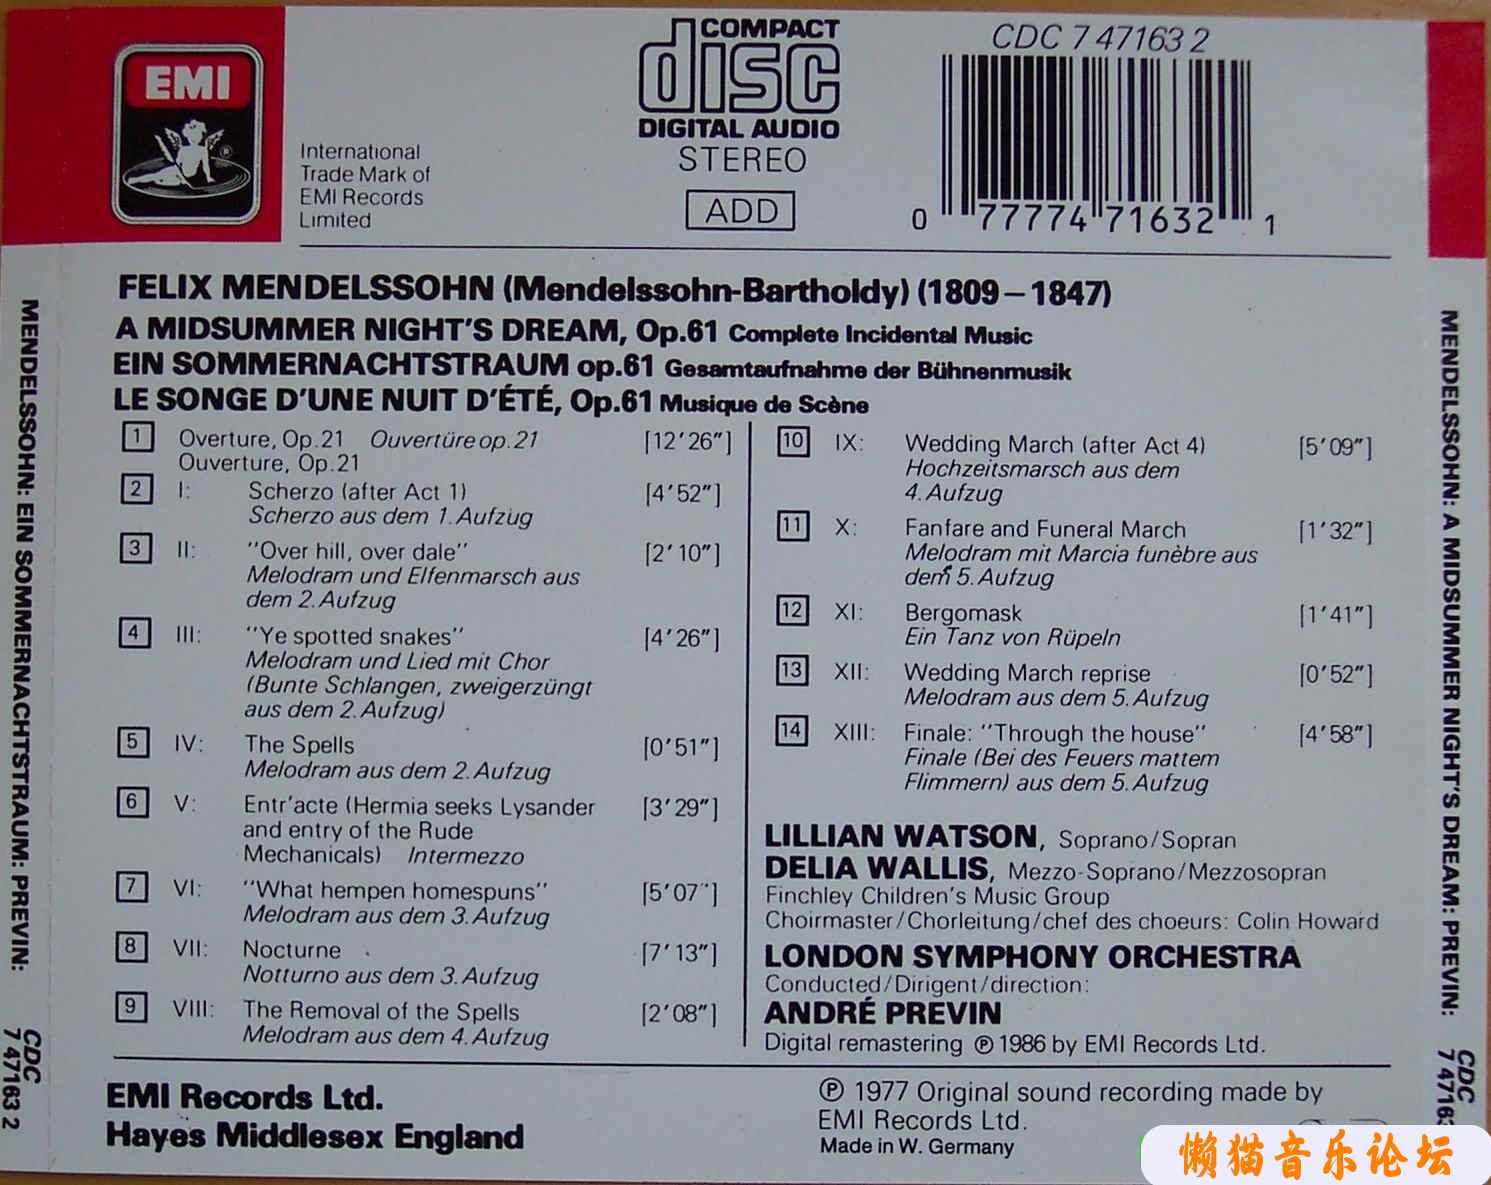 EMI
International
Trade Mark of
EMI Records
Limited
COMPACT
disc
DIGITAL AUDIO
STEREO
ADD
CDC 7 47163 2
0 77774 71632 1
FELIX MENDELSSOHN (Mendelssohn-Bartholdy) (1809–1847)
A MIDSUMMER NIGHT'S DREAM, Op.61 Complete Incidental Music
EIN SOMMERNACHTSTRAUM op.61 Gesamtaufnahme der Bühnenmusik
LE SONGE D'UNE NUIT D'ÉTÉ, Op.61 Musique de Scène
1 Overture, Op.21 Ouvertüre op.21 [12'26"]
Ouverture, Op.21
2 I: Scherzo (after Act 1) [4'52"]
Scherzo aus dem 1.Aufzug
3 II: "Over hill, over dale" [2'10"]
Melodram und Elfenmarsch aus
dem 2.Aufzug
4 III: "Ye spotted snakes" [4'26"]
Melodram und Lied mit Chor
(Bunte Schlangen, zweigerzüngt
aus dem 2.Aufzug)
5 IV: The Spells [0'51"]
Melodram aus dem 2.Aufzug
6 V: Entr'acte (Hermia seeks Lysander [3'29"]
and entry of the Rude
Mechanicals) Intermezzo
7 VI: "What hempen homespuns" [5'07"]
Melodram aus dem 3.Aufzug
8 VII: Nocturne [7'13"]
Notturno aus dem 3.Aufzug
9 VIII: The Removal of the Spells [2'08"]
Melodram aus dem 4.Aufzug
10 IX: Wedding March (after Act 4) [5'09"]
Hochzeitsmarsch aus dem
4.Aufzug
11 X: Fanfare and Funeral March [1'32"]
Melodram mit Marcia funèbre aus
dem 5.Aufzug
12 XI: Bergomask [1'41"]
Ein Tanz von Rüpeln
13 XII: Wedding March reprise [0'52"]
Melodram aus dem 5.Aufzug
14 XIII: Finale: "Through the house" [4'58"]
Finale (Bei des Feuers mattem
Flimmern) aus dem 5.Aufzug
LILLIAN WATSON, Soprano/Sopran
DELIA WALLIS, Mezzo-Soprano/Mezzosopran
Finchley Children's Music Group
Choirmaster/Chorleitung/chef des choeurs: Colin Howard
LONDON SYMPHONY ORCHESTRA
Conducted/Dirigent/direction:
ANDRÉ PREVIN
Digital remastering ℗ 1986 by EMI Records Ltd.
EMI Records Ltd.
Hayes Middlesex England
℗ 1977 Original sound recording made by
EMI Records Ltd.
Made in W. Germany
MENDELSSOHN: EIN SOMMERNACHTSTRAUM: PREVIN:
CDC
7 47163 2
MENDELSSOHN: A MIDSUMMER NIGHT'S DREAM: PREVIN:
CDC
7 4716
懒猫音乐论坛